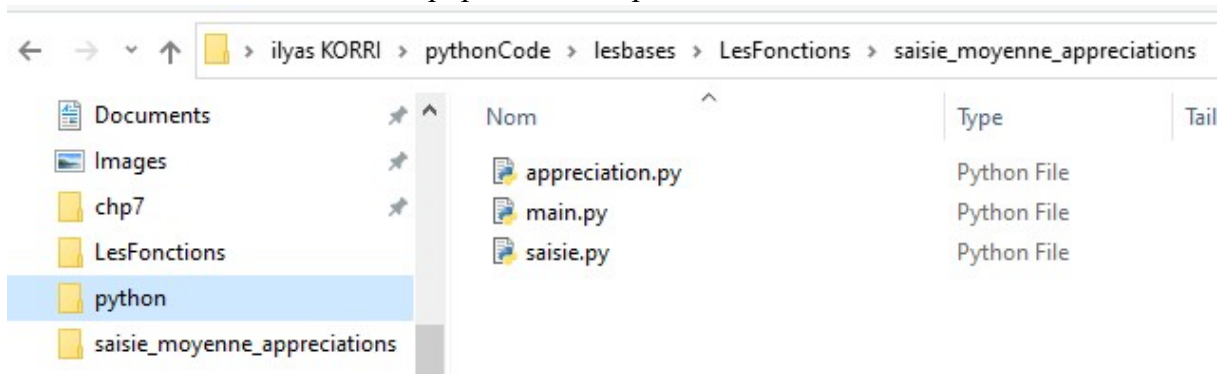 ilyas KORRI > pythonCode > lesbases > LesFonctions > saisie_moyenne_appreciations
Documents
Images
chp7
LesFonctions
python
saisie_moyenne_appreciations
Nom Type Tail
appreciation.py Python File
main.py Python File
saisie.py Python File